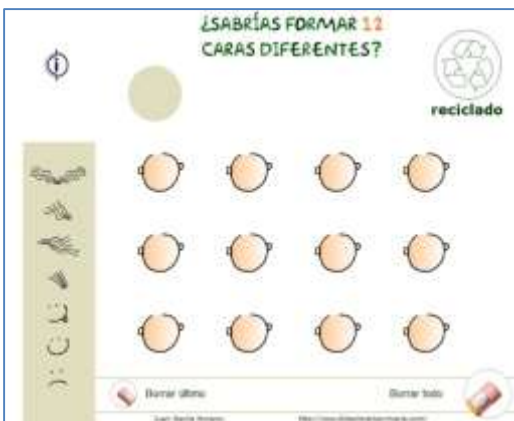 ¿SABRÍAS FORMAR 12
CARAS DIFERENTES?
i
reciclado
Borrar último
Borrar todo